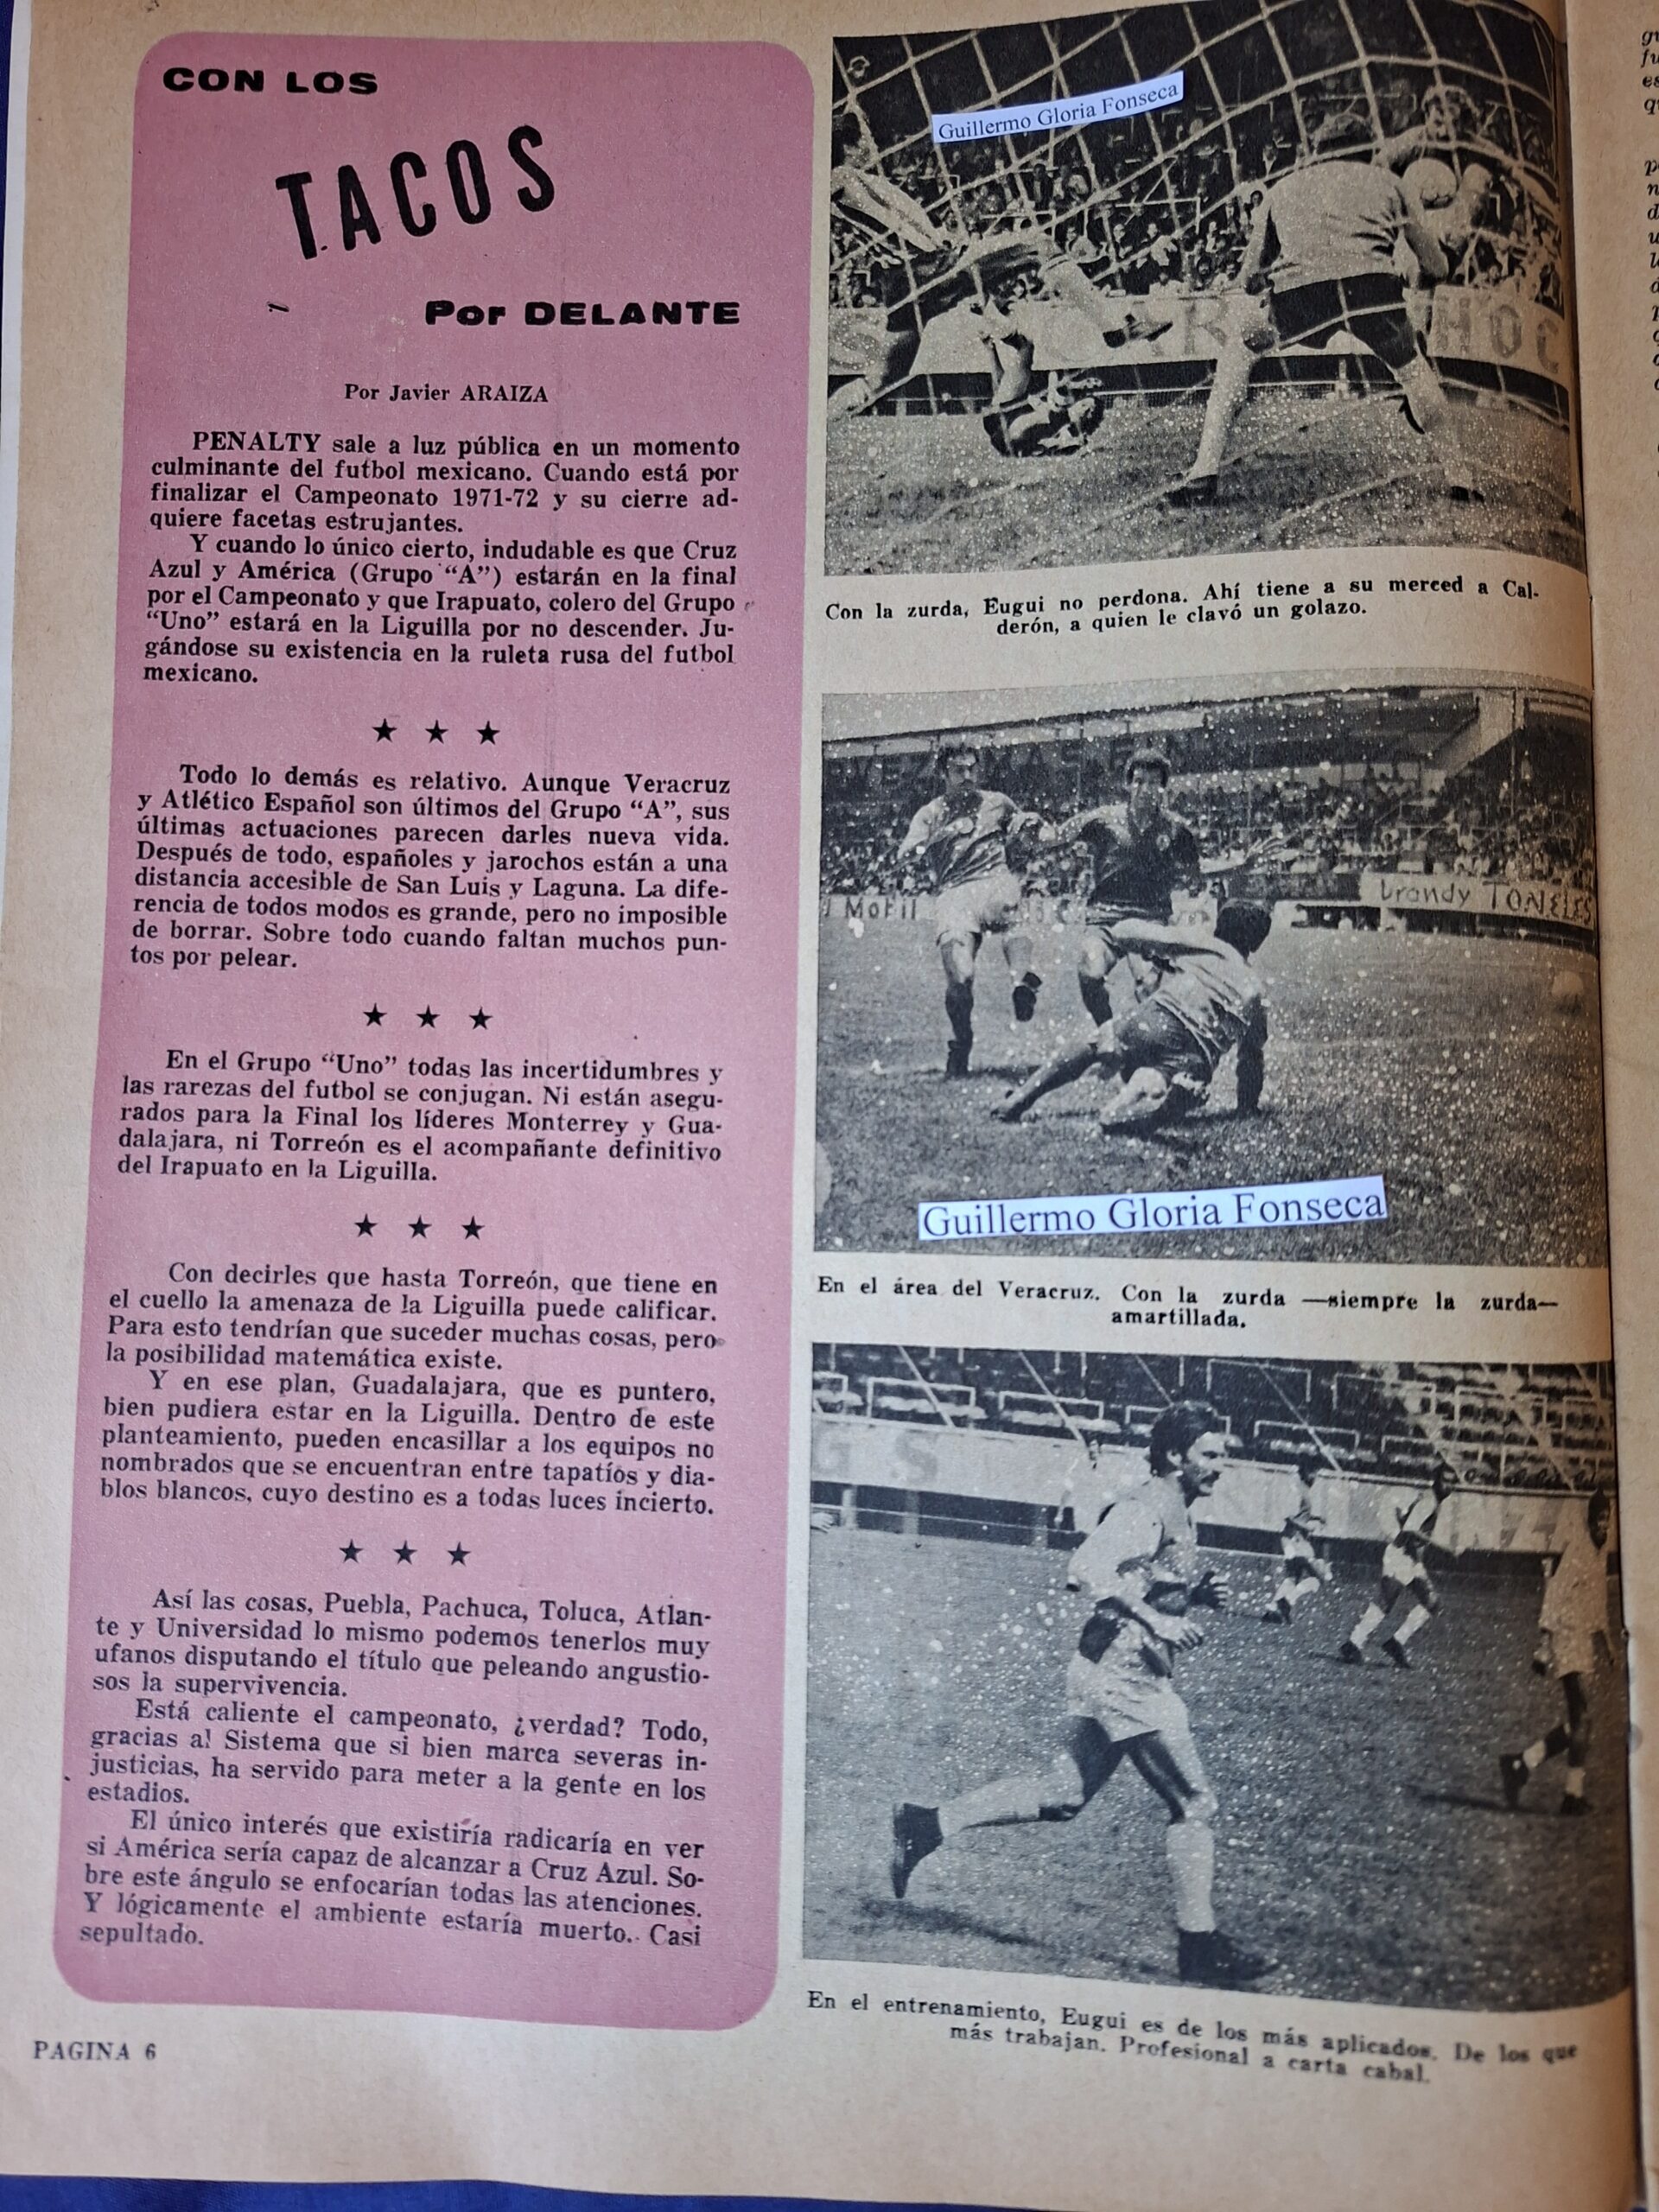 CON LOS
TACOS
Por DELANTE
Por Javier ARAIZA
PENALTY sale a luz pública en un momento
culminante del futbol mexicano. Cuando está por
finalizar el Campeonato 1971-72 y su cierre ad-
quiere facetas estrujantes.
Y cuando lo único cierto, indudable es que Cruz
Azul y América (Grupo “A”) estarán en la final
por el Campeonato y que Irapuato, colero del Grupo
“Uno” estará en la Liguilla por no descender. Ju-
gándose su existencia en la ruleta rusa del futbol
mexicano.
★ ★ ★
Todo lo demás es relativo. Aunque Veracruz
y Atlético Español son últimos del Grupo “A”, sus
últimas actuaciones parecen darles nueva vida.
Después de todo, españoles y jarochos están a una
distancia accesible de San Luis y Laguna. La dife-
rencia de todos modos es grande, pero no imposible
de borrar. Sobre todo cuando faltan muchos pun-
tos por pelear.
★ ★ ★
En el Grupo “Uno” todas las incertidumbres y
las rarezas del futbol se conjugan. Ni están asegu-
rados para la Final los líderes Monterrey y Gua-
dalajara, ni Torreón es el acompañante definitivo
del Irapuato en la Liguilla.
★ ★ ★
Con decirles que hasta Torreón, que tiene en
el cuello la amenaza de la Liguilla puede calificar.
Para esto tendrían que suceder muchas cosas, pero
la posibilidad matemática existe.
Y en ese plan, Guadalajara, que es puntero,
bien pudiera estar en la Liguilla. Dentro de este
planteamiento, pueden encasillar a los equipos no
nombrados que se encuentran entre tapatíos y dia-
blos blancos, cuyo destino es a todas luces incierto.
★ ★ ★
Así las cosas, Puebla, Pachuca, Toluca, Atlan-
te y Universidad lo mismo podemos tenerlos muy
ufanos disputando el título que peleando angustio-
sos la supervivencia.
Está caliente el campeonato, ¿verdad? Todo,
gracias al Sistema que si bien marca severas in-
justicias, ha servido para meter a la gente en los
estadios.
El único interés que existiría radicaría en ver
si América sería capaz de alcanzar a Cruz Azul. So-
bre este ángulo se enfocarían todas las atenciones.
Y lógicamente el ambiente estaría muerto. Casi
sepultado.
PAGINA 6
Guillermo Gloria Fonseca
Con la zurda, Eugui no perdona. Ahí tiene a su merced a Cal-
derón, a quien le clavó un golazo.
Mobil
brandy TONELES
Guillermo Gloria Fonseca
En el área del Veracruz. Con la zurda —siempre la zurda—
amartillada.
En el entrenamiento, Eugui es de los más aplicados. De los que
más trabajan. Profesional a carta cabal.